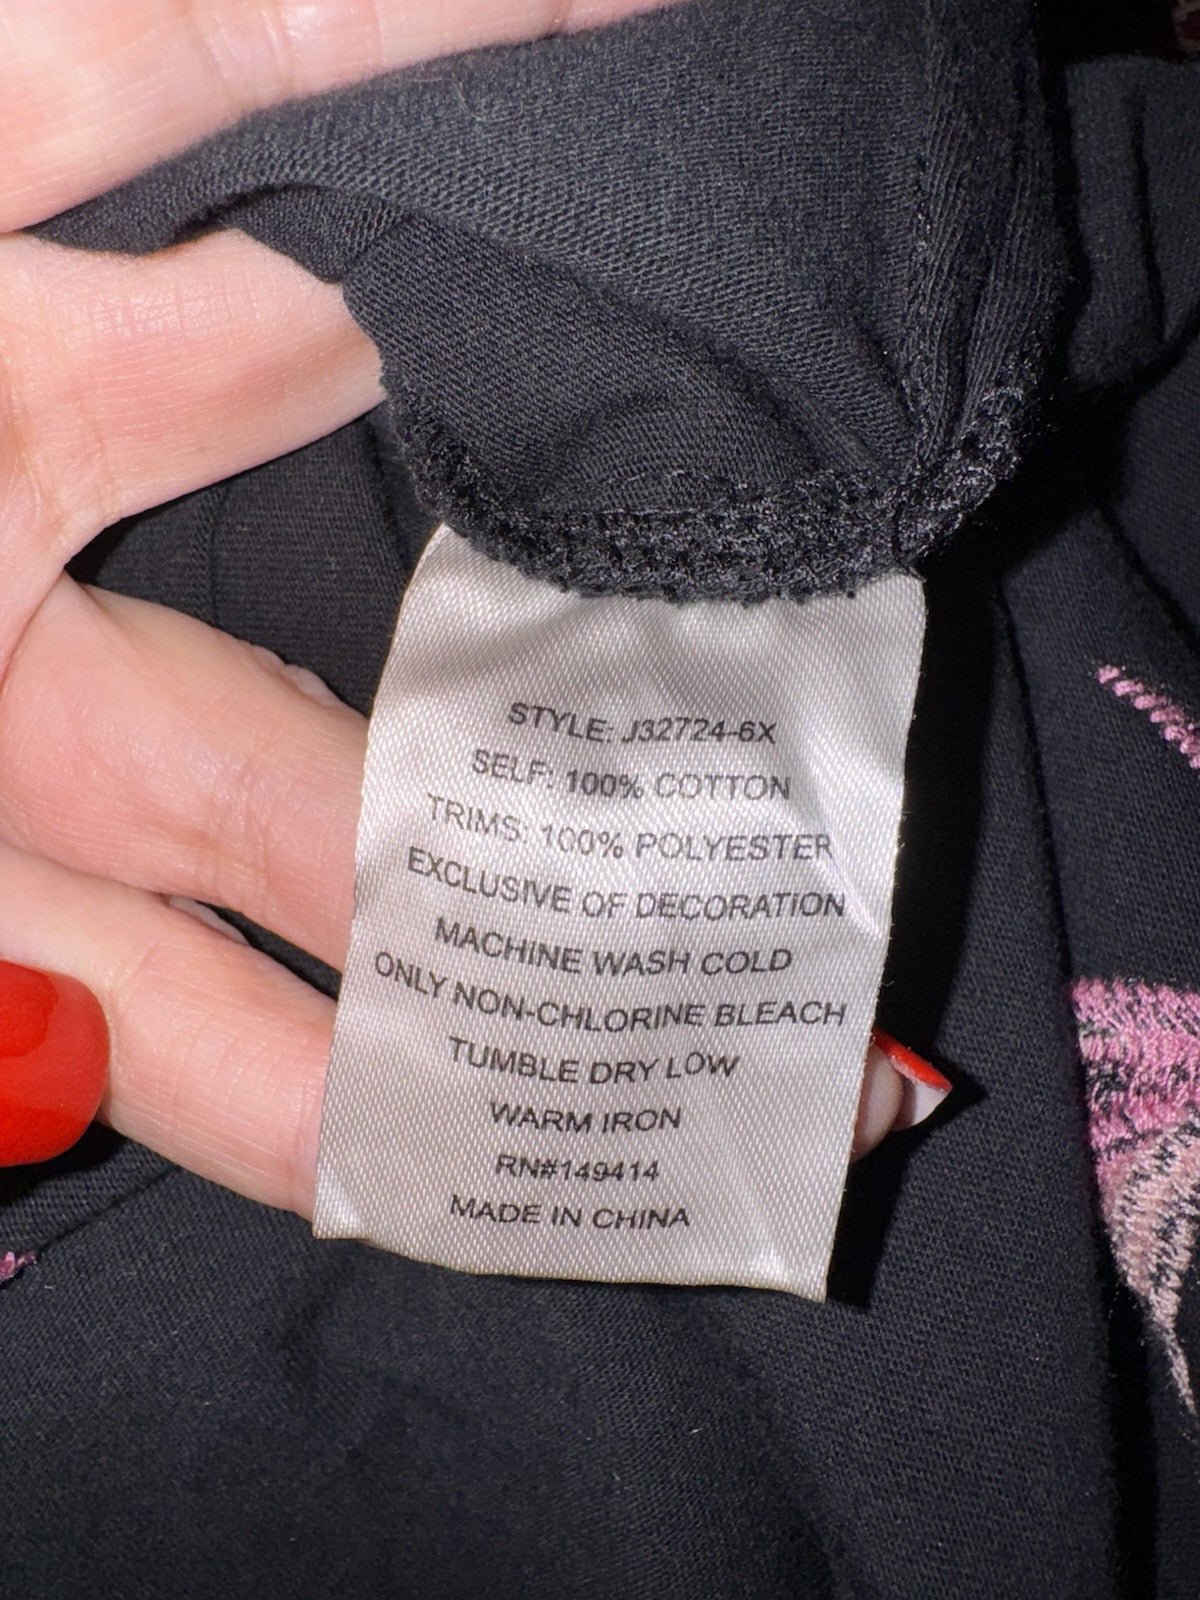 STYLE: J32724-6X
SELF: 100% COTTON
TRIMS: 100% POLYESTER
EXCLUSIVE OF DECORATION
MACHINE WASH COLD
ONLY NON-CHLORINE BLEACH
TUMBLE DRY LOW
WARM IRON
RN#149414
MADE IN CHINA